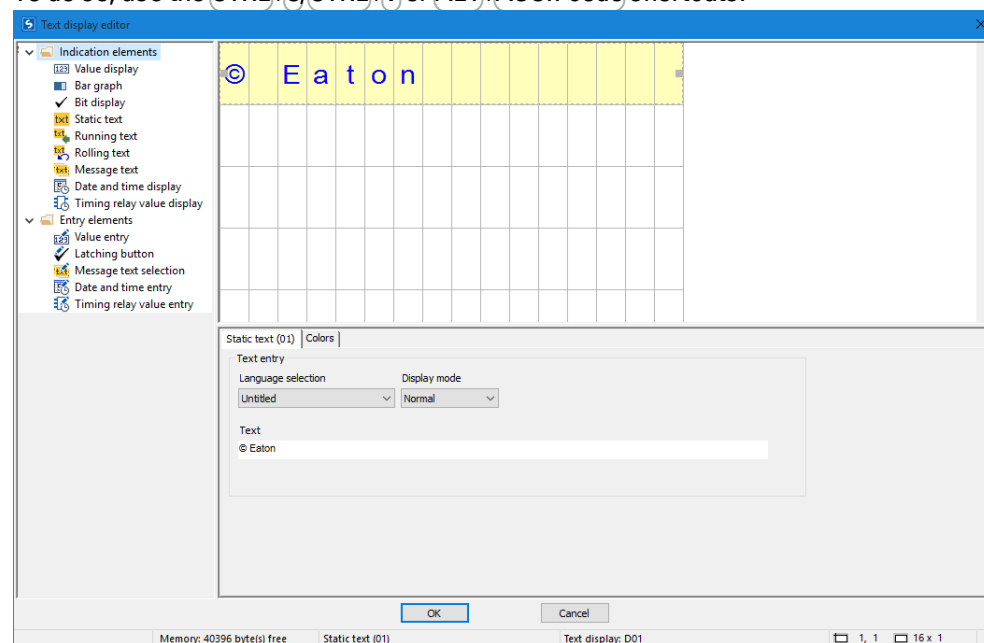 Text display editor
Indication elements
Value display
Bar graph
Bit display
Static text
Running text
Rolling text
Message text
Date and time display
Timing relay value display
Entry elements
Value entry
Latching button
Message text selection
Date and time entry
Timing relay value entry
© Eaton
Static text (01) Colors
Text entry
Language selection Display mode
Untitled Normal
Text
© Eaton
OK Cancel
Memory: 40396 byte(s) free Static text (01) Text display: D01 1, 1 16 x 1